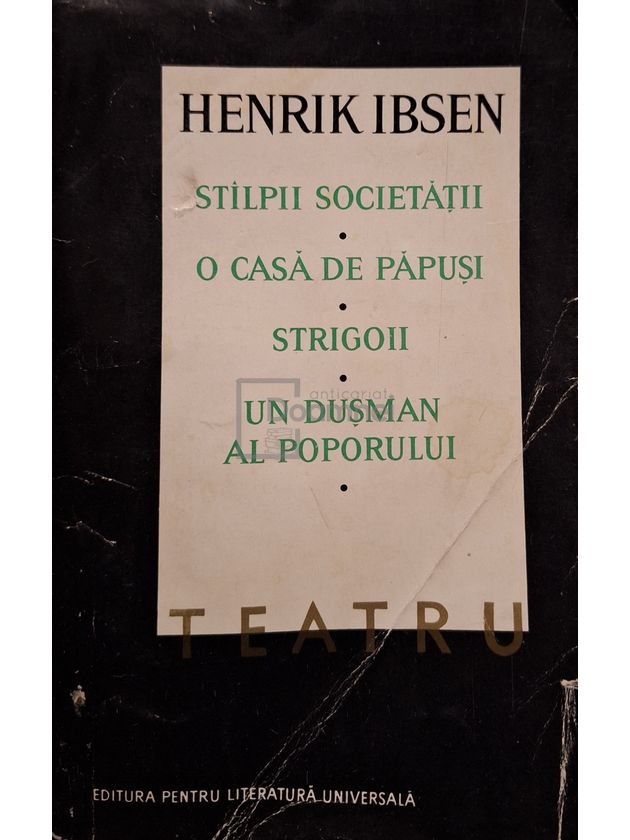 HENRIK IBSEN
STÎLPII SOCIETĂȚII
•
O CASĂ DE PĂPUȘI
•
STRIGOII
•
anticariat
UN DUȘMAN
AL POPORULUI
•
TEATRU
EDITURA PENTRU LITERATURĂ UNIVERSALĂ